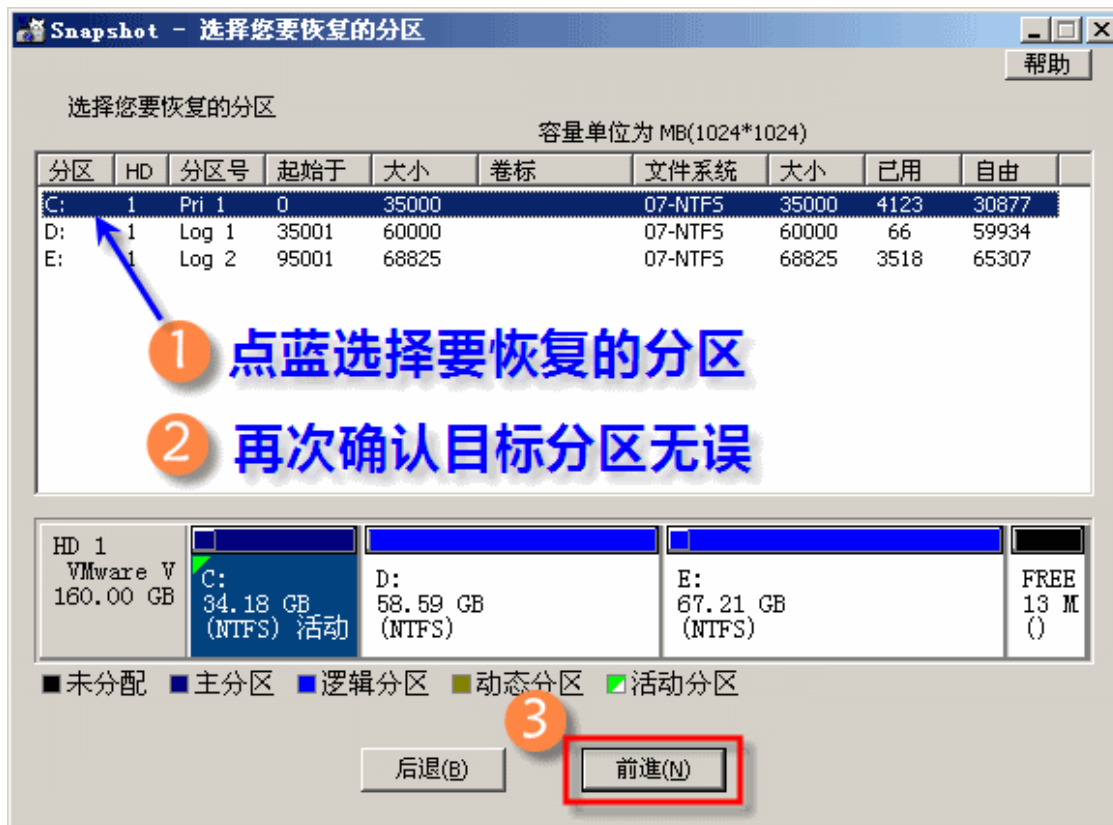 Snapshot - 选择您要恢复的分区
帮助
选择您要恢复的分区
容量单位为 MB(1024*1024)
分区 HD 分区号 起始于 大小 卷标 文件系统 大小 已用 自由
C: 1 Pri 1 0 35000 07-NTFS 35000 4123 30877
D: 1 Log 1 35001 60000 07-NTFS 60000 66 59934
E: 1 Log 2 95001 68825 07-NTFS 68825 3518 65307
1 点蓝选择要恢复的分区
2 再次确认目标分区无误
HD 1
VMware V
160.00 GB
C:
34.18 GB
(NTFS) 活动
D:
58.59 GB
(NTFS)
E:
67.21 GB
(NTFS)
FREE
13 M
()
未分配 主分区 逻辑分区 动态分区 活动分区
3
后退(B) 前進(N)